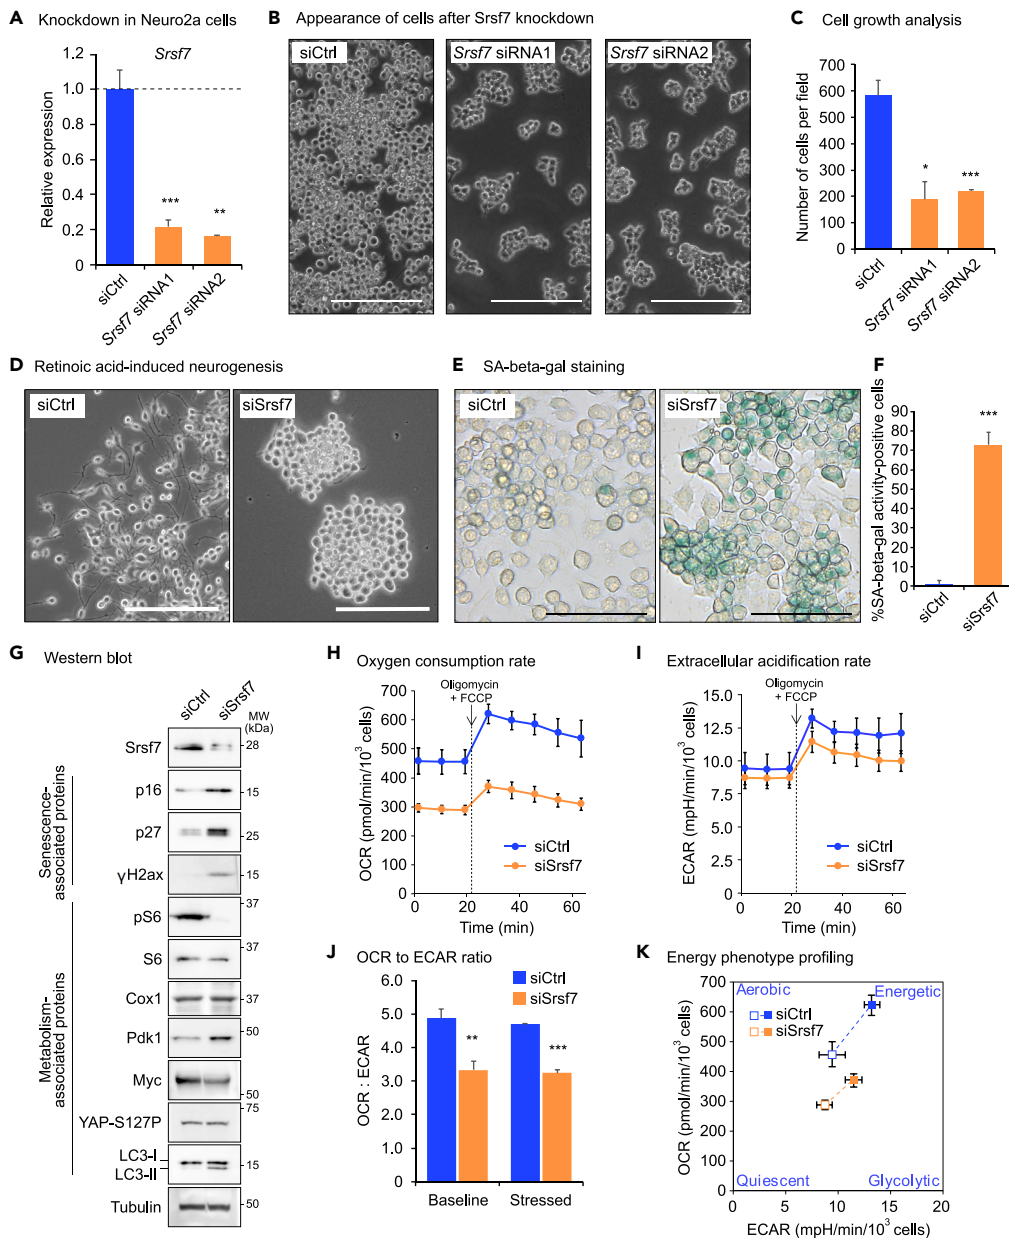 A Knockdown in Neuro2a cells
Srsf7
Relative expression
1.2
1.0
0.8
0.6
0.4
0.2
0
***
**
siCtrl
Srsf7 siRNA1
Srsf7 siRNA2
B Appearance of cells after Srsf7 knockdown
siCtrl
Srsf7 siRNA1
Srsf7 siRNA2
C Cell growth analysis
Number of cells per field
700
600
500
400
300
200
100
0
*
***
siCtrl
Srsf7 siRNA1
Srsf7 siRNA2
D Retinoic acid-induced neurogenesis
siCtrl
siSrsf7
E SA-beta-gal staining
siCtrl
siSrsf7
F
%SA-beta-gal activity-positive cells
90
80
70
60
50
40
30
20
10
0
***
siCtrl
siSrsf7
G Western blot
siCtrl
siSrsf7
MW
(kDa)
Senescence-
associated proteins
Metabolism-
associated proteins
Srsf7
28
p16
15
p27
25
γH2ax
15
pS6
37
S6
37
Cox1
37
Pdk1
50
Myc
50
YAP-S127P
75
LC3-I
LC3-II
15
Tubulin
50
H Oxygen consumption rate
Oligomycin
+ FCCP
OCR (pmol/min/10³ cells)
700
600
500
400
300
200
100
0
siCtrl
siSrsf7
0 20 40 60
Time (min)
I Extracellular acidification rate
Oligomycin
+ FCCP
ECAR (mpH/min/10³ cells)
15.0
12.5
10.0
7.5
5.0
2.5
0
siCtrl
siSrsf7
0 20 40 60
Time (min)
J OCR to ECAR ratio
siCtrl
siSrsf7
OCR : ECAR
6.0
5.0
4.0
3.0
2.0
1.0
0.0
**
***
Baseline
Stressed
K Energy phenotype profiling
OCR (pmol/min/10³ cells)
700
600
500
400
300
200
100
0
Aerobic
Energetic
siCtrl
siSrsf7
Quiescent
Glycolytic
0 5 10 15 20
ECAR (mpH/min/10³ cells)